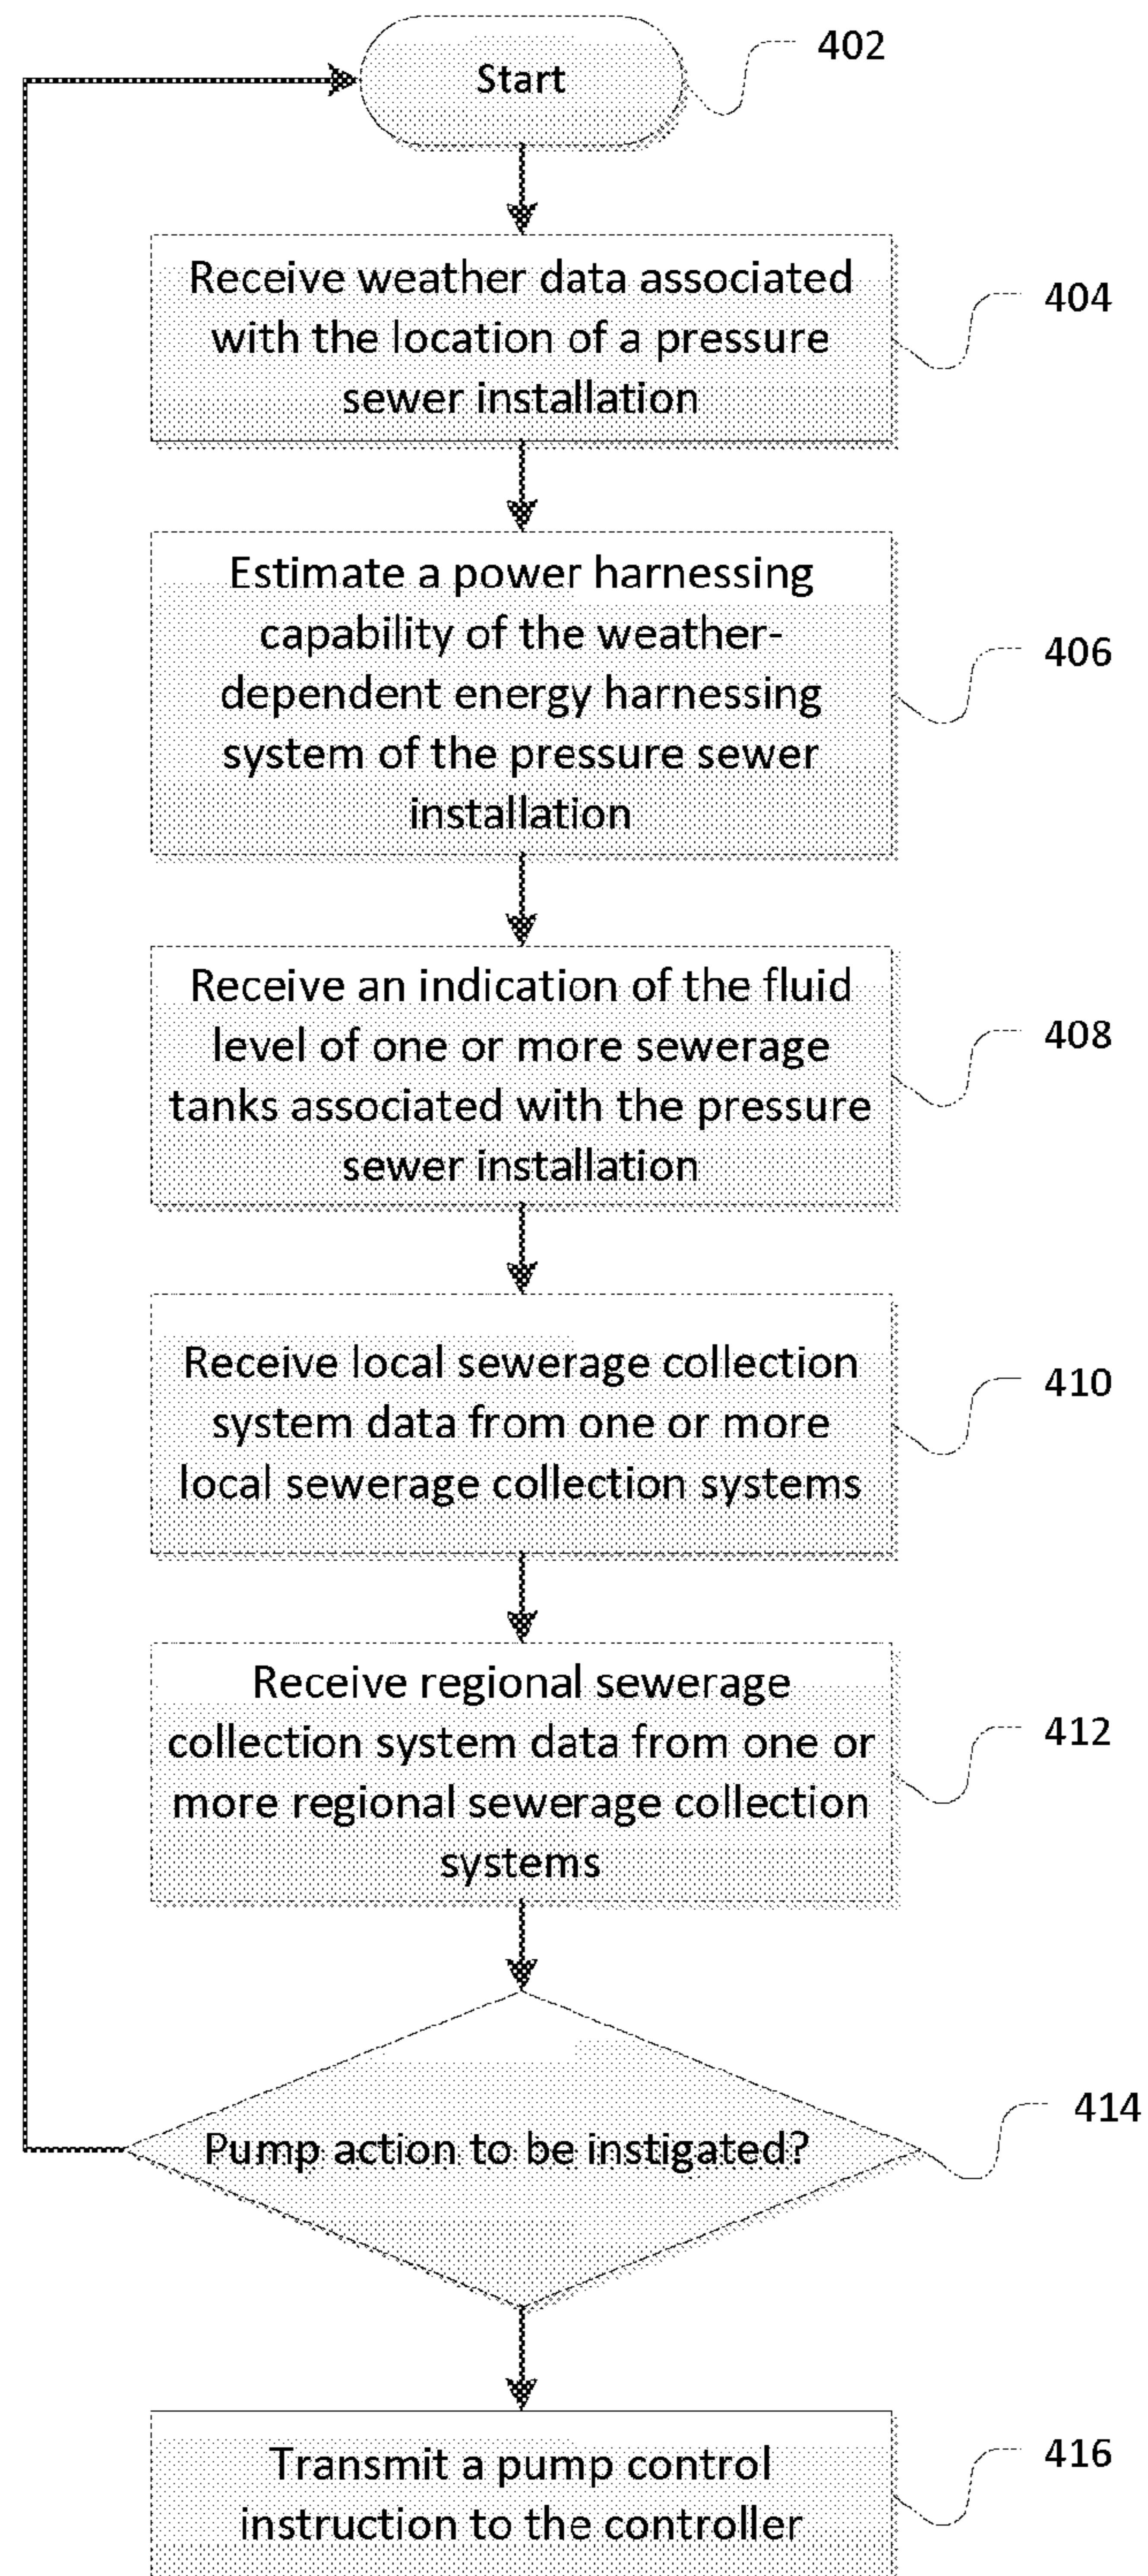 Start
402
Receive weather data associated
with the location of a pressure
sewer installation
404
Estimate a power harnessing
capability of the weather-
dependent energy harnessing
system of the pressure sewer
installation
406
Receive an indication of the fluid
level of one or more sewerage
tanks associated with the pressure
sewer installation
408
Receive local sewerage collection
system data from one or more
local sewerage collection systems
410
Receive regional sewerage
collection system data from one or
more regional sewerage collection
systems
412
Pump action to be instigated?
414
Transmit a pump control
instruction to the controller
416